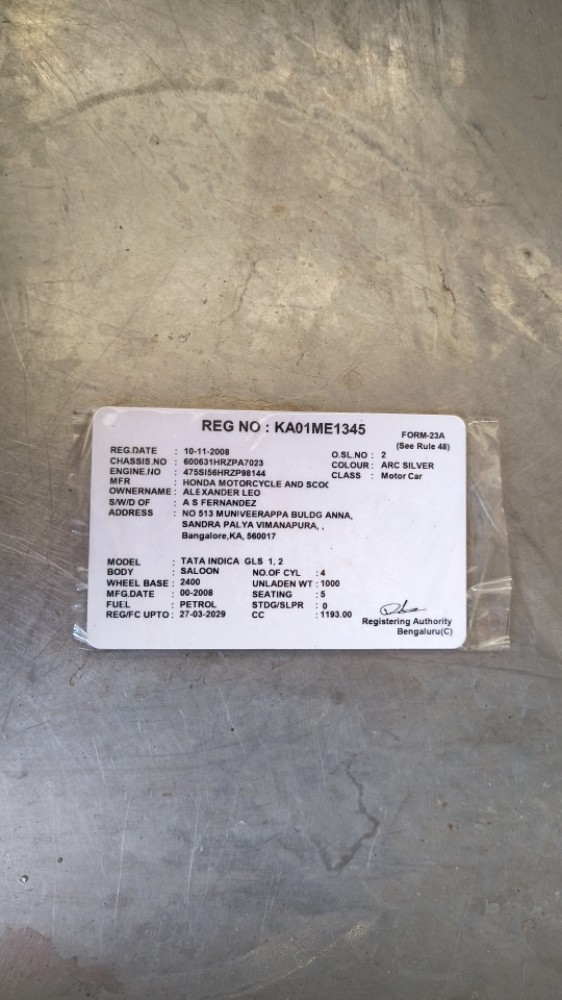 REG NO : KA01ME1345
FORM-23A
(See Rule 48)
REG.DATE : 10-11-2008
O.SL.NO : 2
CHASSIS.NO : 600631HRZPA7023
COLOUR : ARC SILVER
ENGINE.NO : 475SI56HRZP98144
CLASS : Motor Car
MFR : HONDA MOTORCYCLE AND SCOO
OWNERNAME : ALEXANDER LEO
S/W/D OF : A S FERNANDEZ
ADDRESS : NO 513 MUNIVEERAPPA BULDG ANNA,
SANDRA PALYA VIMANAPURA, ,
Bangalore,KA, 560017
MODEL : TATA INDICA GLS 1, 2
BODY : SALOON NO.OF CYL : 4
WHEEL BASE : 2400 UNLADEN WT : 1000
MFG.DATE : 00-2008 SEATING : 5
FUEL : PETROL STDG/SLPR : 0
REG/FC UPTO : 27-03-2029 CC : 1193.00
Registering Authority
Bengaluru(C)